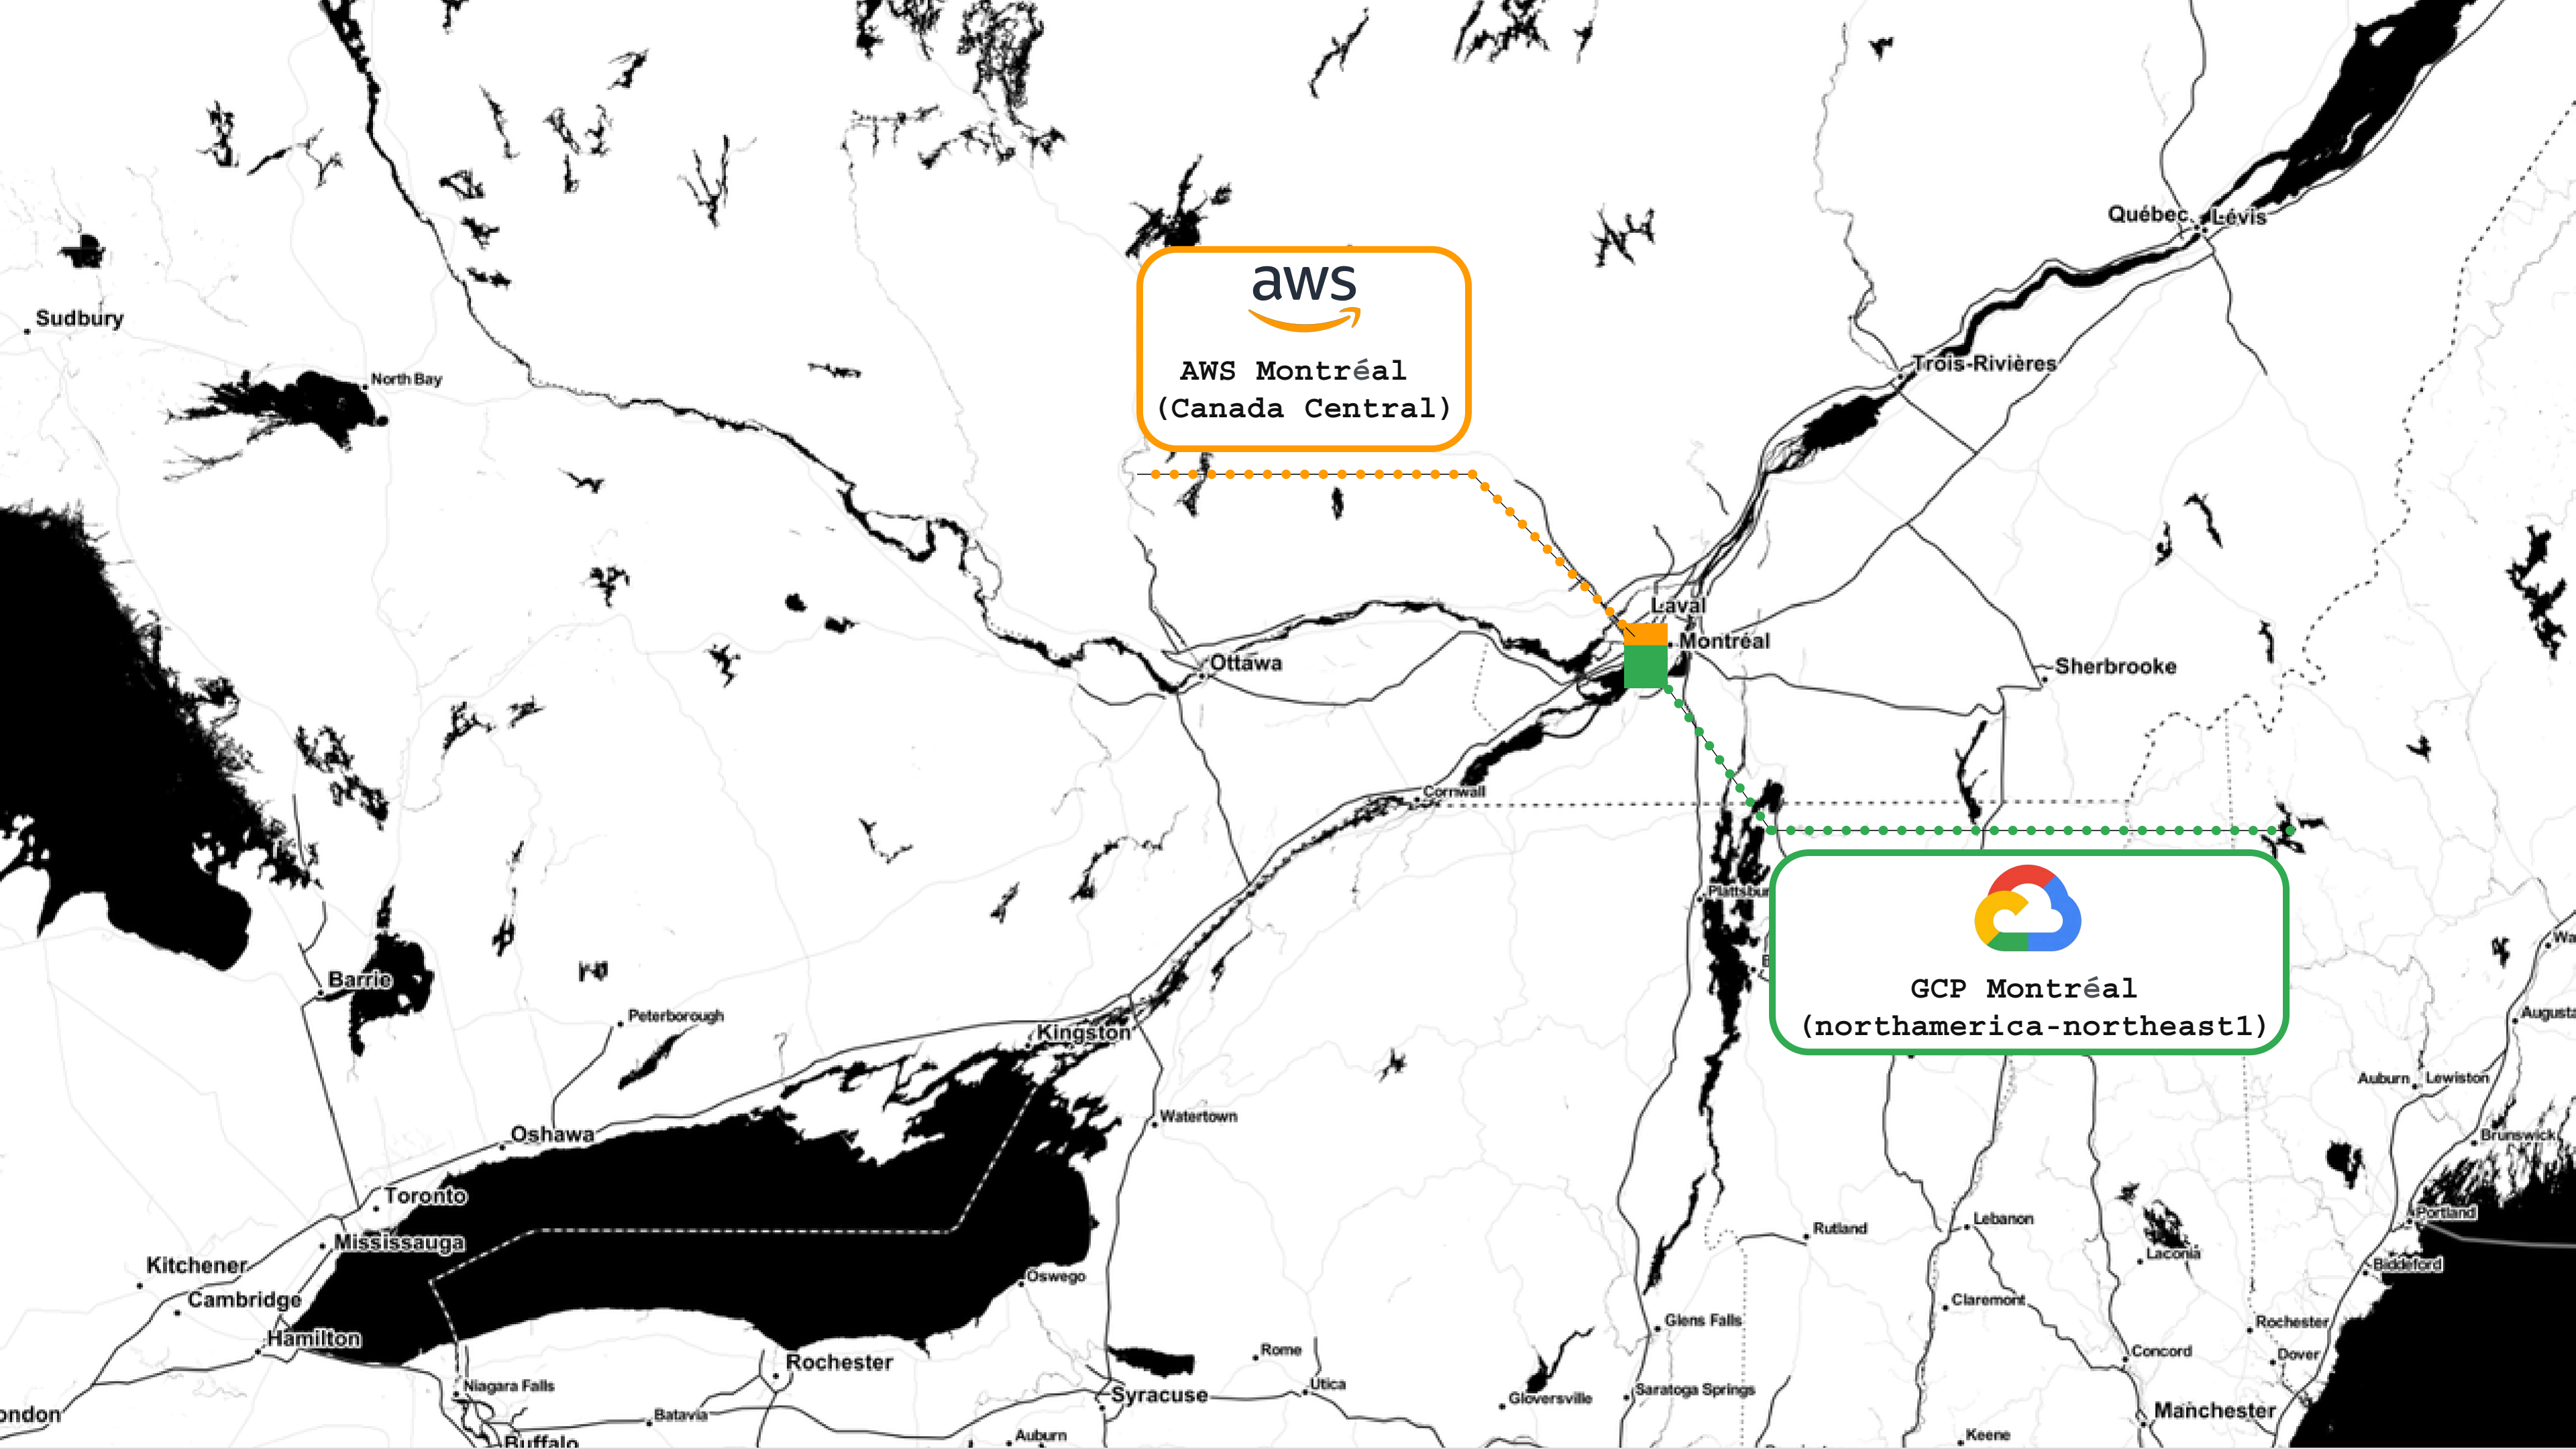 Québec
Lévis
Sudbury
aws
AWS Montréal
(Canada Central)
Trois-Rivières
North Bay
Laval
Montréal
Ottawa
Sherbrooke
Cornwall
GCP Montréal
(northamerica-northeast1)
Barrie
Peterborough
Kingston
Auburn
Lewiston
Watertown
Oshawa
Brunswick
Toronto
Portland
Mississauga
Rutland
Lebanon
Laconia
Kitchener
Biddeford
Oswego
Cambridge
Claremont
Hamilton
Glens Falls
Rochester
Rome
Concord
Dover
Rochester
Niagara Falls
Utica
Saratoga Springs
Syracuse
Gloversville
Manchester
Batavia
Auburn
Keene
Buffalo